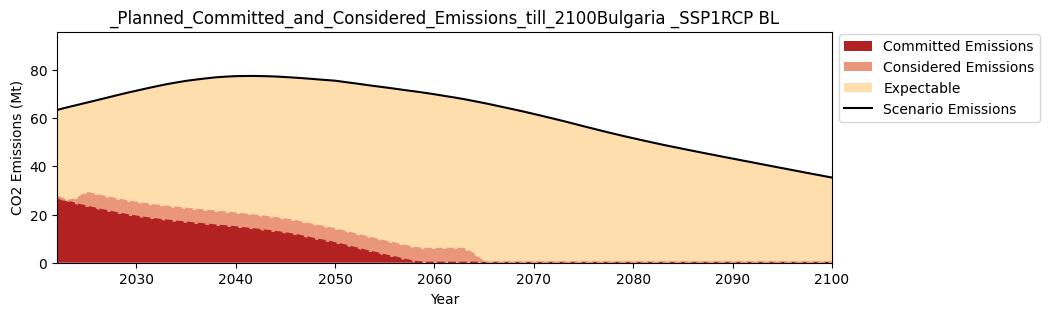 _Planned_Committed_and_Considered_Emissions_till_2100Bulgaria _SSP1RCP BL
Committed Emissions
Considered Emissions
Expectable
Scenario Emissions
CO2 Emissions (Mt)
80
60
40
20
0
2030 2040 2050 2060 2070 2080 2090 2100
Year